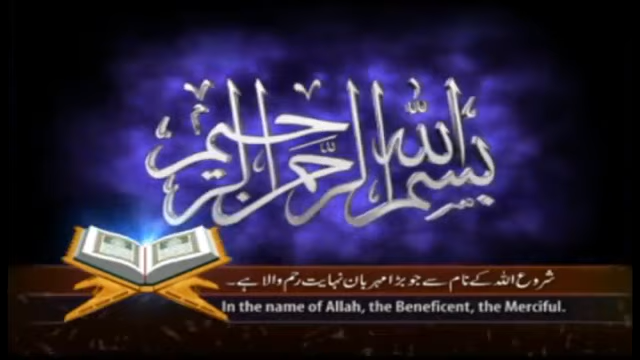 بسم الله الرحمن الرحيم
شروع اللہ کے نام سے جو بڑا مہربان نہایت رحم والا ہے۔
In the name of Allah, the Beneficent, the Merciful.